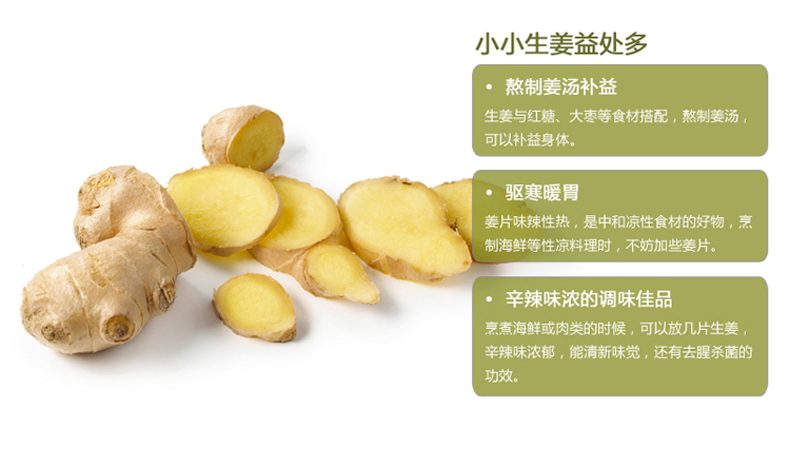 小小生姜益处多
• 熬制姜汤补益
生姜与红糖、大枣等食材搭配，熬制姜汤，
可以补益身体。
• 驱寒暖胃
姜片味辣性热，是中和凉性食材的好物，烹
制海鲜等性凉料理时，不妨加些姜片。
• 辛辣味浓的调味佳品
烹煮海鲜或肉类的时候，可以放几片生姜，
辛辣味浓郁，能清新味觉，还有去腥杀菌的
功效。